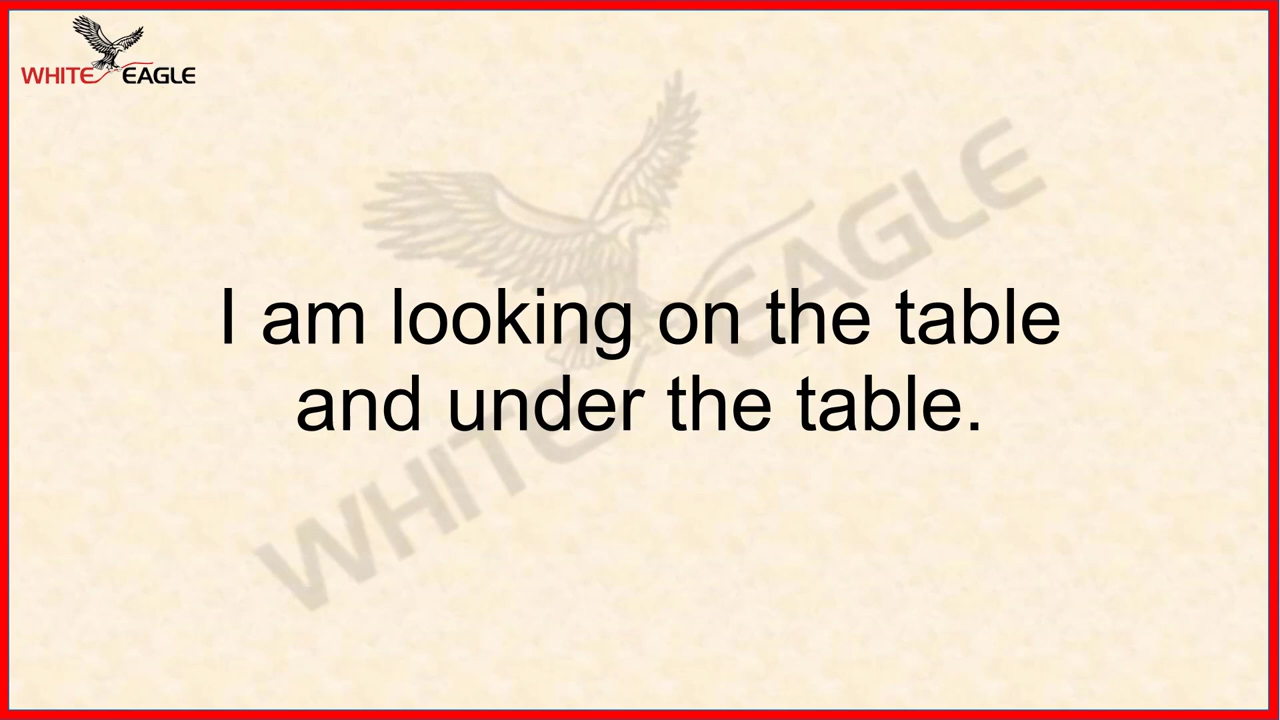 WHITE EAGLE
I am looking on the table
and under the table.
WHITE EAGLE